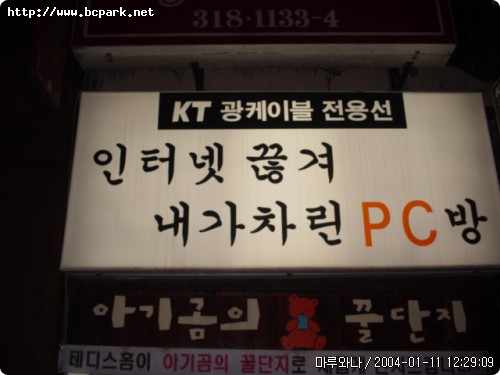 http://www.bcpark.net
318-1133-4
KT 광케이블 전용선
인터넷 끊겨
내가차린 PC방
아기곰의 꿀단지
테디스홈이 아기곰의 꿀단지로
마루와나 / 2004-01-11 12:29:09